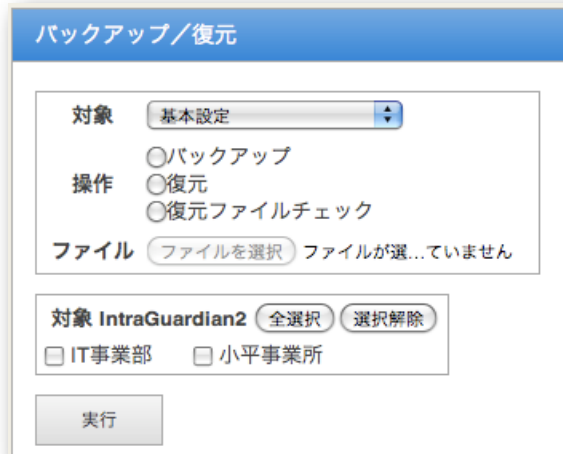 バックアップ／復元
対象 基本設定
操作 バックアップ
復元
復元ファイルチェック
ファイル ファイルを選択 ファイルが選...ていません
対象 IntraGuardian2 全選択 選択解除
IT事業部 小平事業所
実行